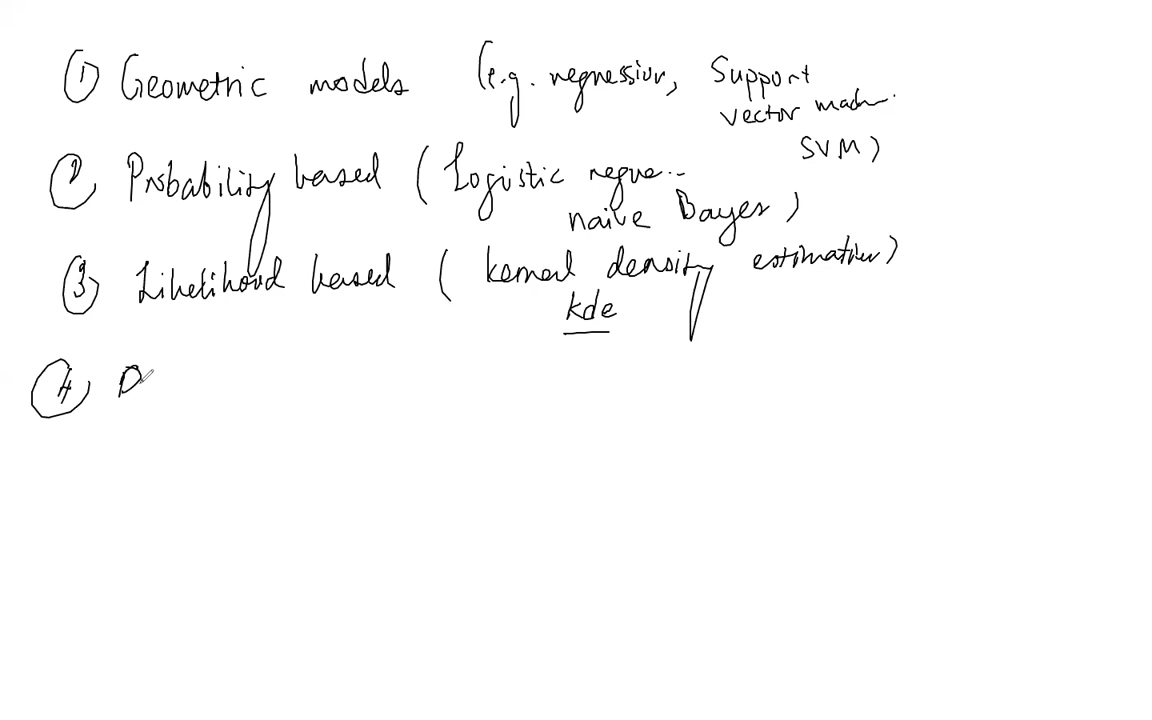 ① Geometric models (e.g. regression, Support
vector mach.
SVM)
② Probability based (Logistic regre...
naive Bayes)
③ Likelihood based (kernel density estimation)
kde
④ D